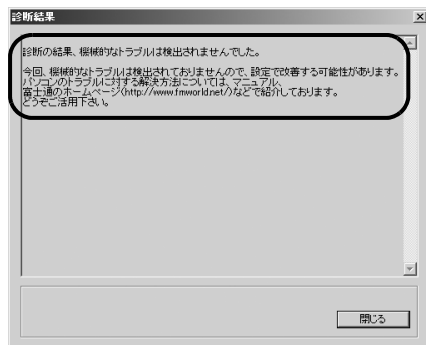 診断結果
診断の結果、機械的なトラブルは検出されませんでした。
今回、機械的なトラブルは検出されておりませんので、設定で改善する可能性があります。
パソコンのトラブルに対する解決方法については、マニュアル、
富士通のホームページ(http://www.fmworld.net/)などで紹介しております。
どうぞご活用下さい。
閉じる